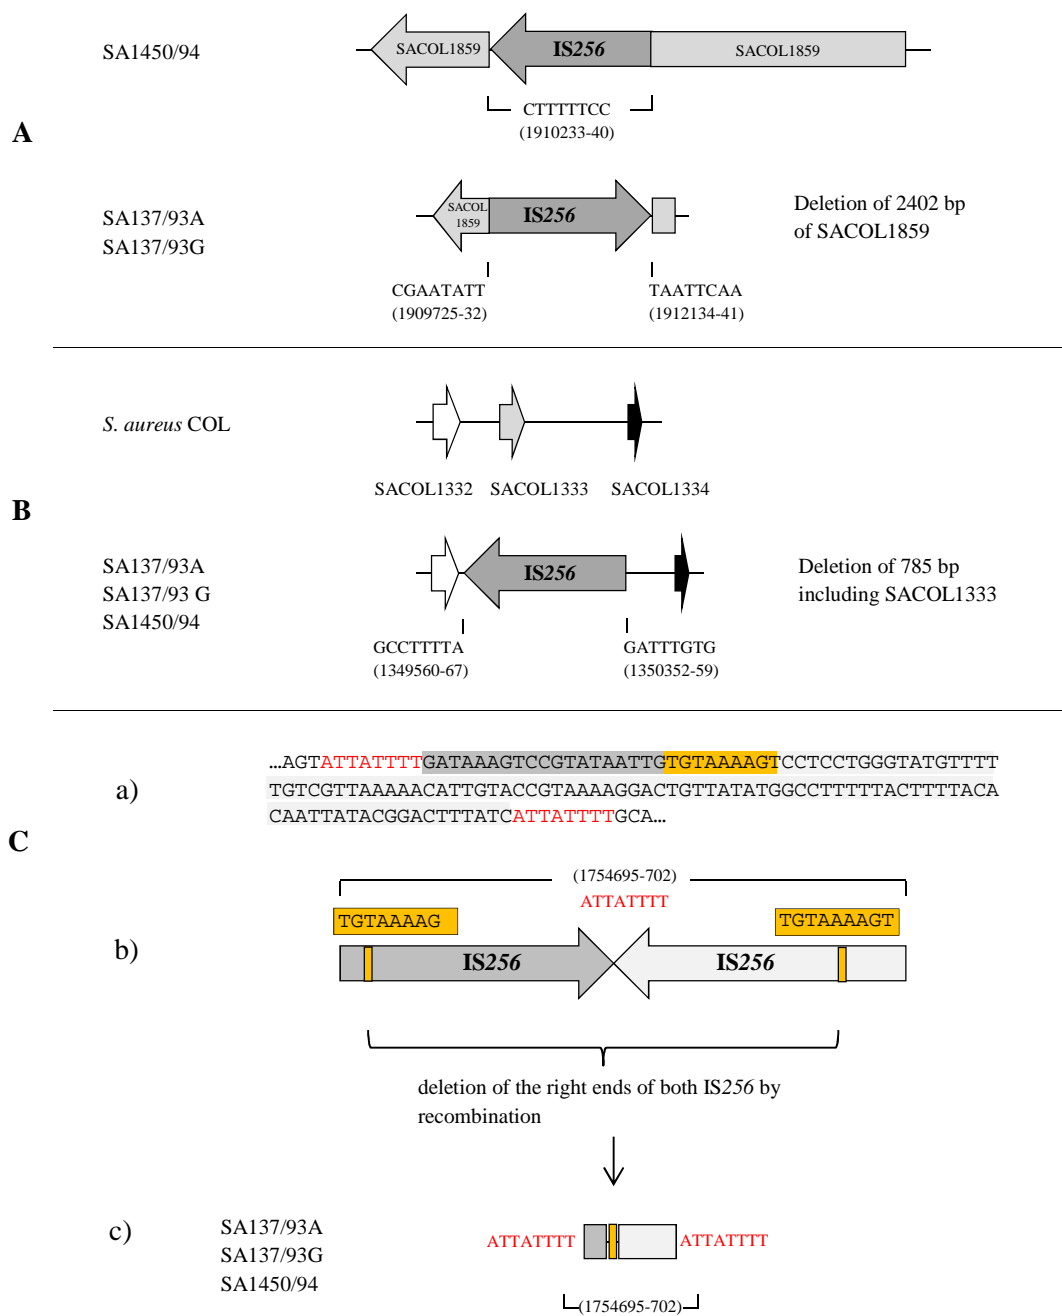 SA1450/94
SACOL1859
IS256
SACOL1859
CTTTTTCC
(1910233-40)
A
SA137/93A
SA137/93G
SACOL
1859
IS256
Deletion of 2402 bp
of SACOL1859
CGAATATT
(1909725-32)
TAATTCAA
(1912134-41)
S. aureus COL
SACOL1332
SACOL1333
SACOL1334
B
SA137/93A
SA137/93 G
SA1450/94
IS256
Deletion of 785 bp
including SACOL1333
GCCTTTTA
(1349560-67)
GATTTGTG
(1350352-59)
a)
...AGTATTATTTTGATAAAGTCCGTATAATTGTGTAAAAGTCCTCCTGGGTATGTTTT
TGTCGTTAAAAACATTGTACCGTAAAAGGACTGTTATATGGCCTTTTTACTTTTACA
CAATTATACGGACTTTATCATTATTTTGCA...
C
(1754695-702)
ATTATTTT
TGTAAAAG
TGTAAAAGT
b)
IS256
IS256
deletion of the right ends of both IS256 by
recombination
c)
SA137/93A
SA137/93G
SA1450/94
ATTATTTT
ATTATTTT
(1754695-702)